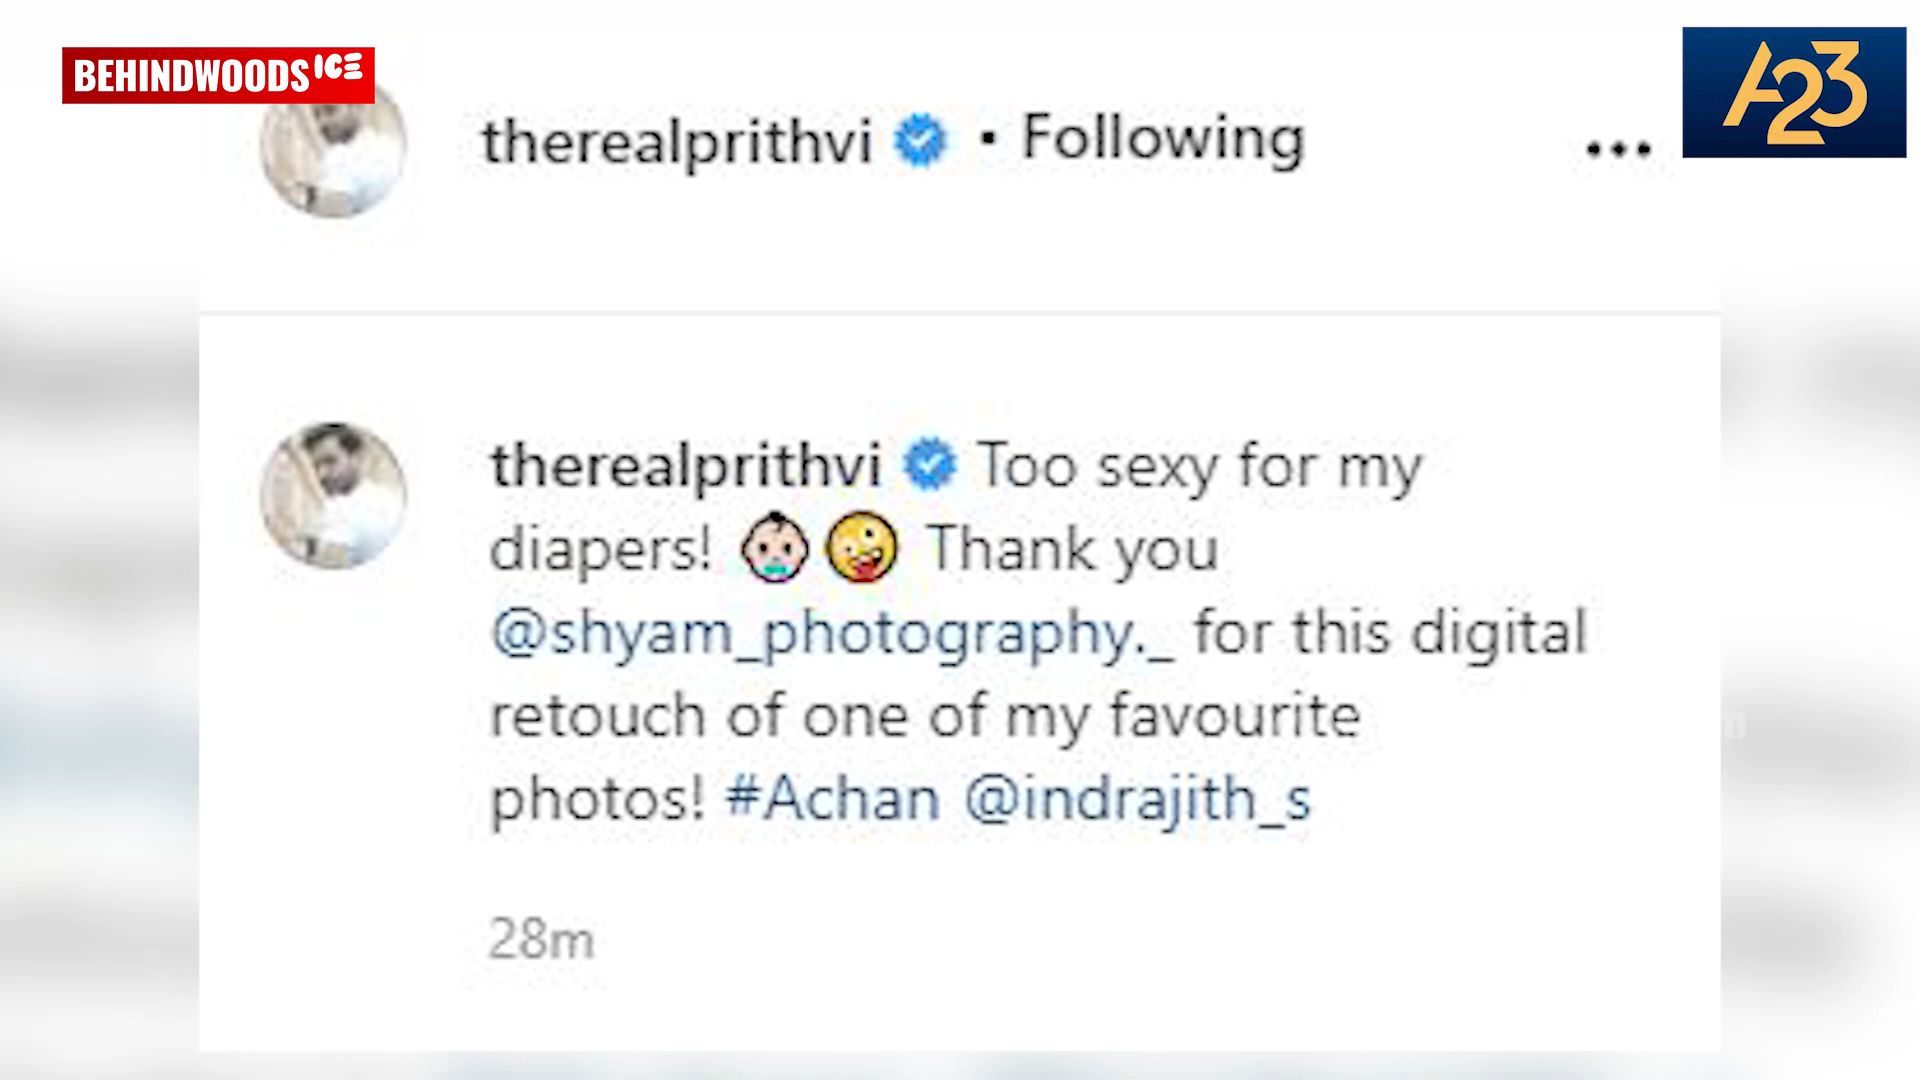 BEHINDWOODS ICE
A23
therealprithvi • Following
therealprithvi Too sexy for my
diapers! 👶🏻🤪 Thank you
@shyam_photography._ for this digital
retouch of one of my favourite
photos! #Achan @indrajith_s
28m